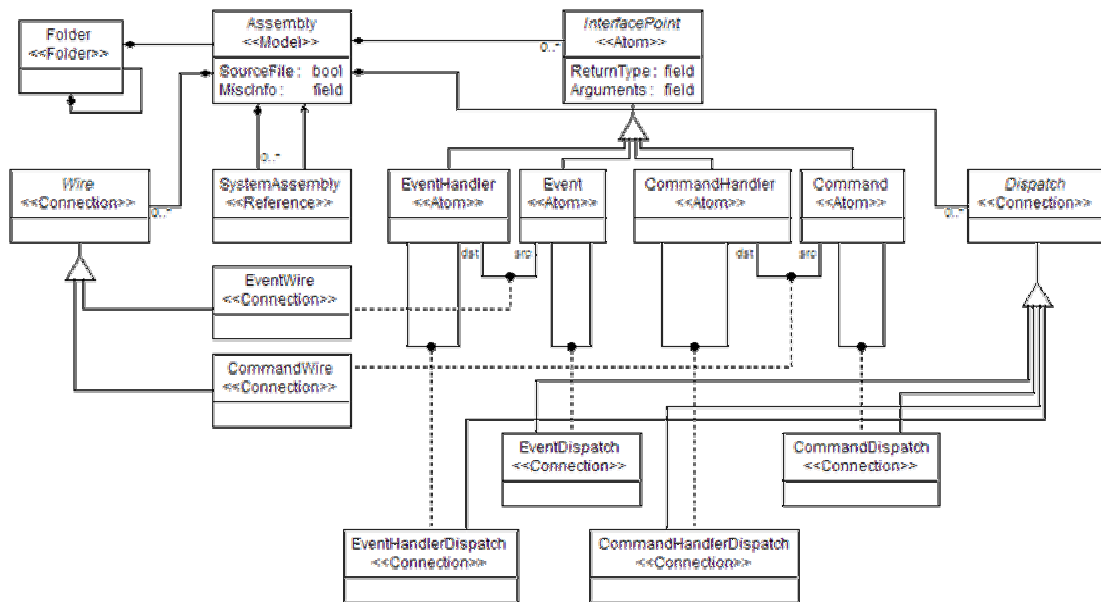 Folder
<<Folder>>
Assembly
<<Model>>
SourceFile : bool
MiscInfo : field
InterfacePoint
<<Atom>>
ReturnType : field
Arguments : field
0..*
0..*
Wire
<<Connection>>
0..*
SystemAssembly
<<Reference>>
EventHandler
<<Atom>>
Event
<<Atom>>
CommandHandler
<<Atom>>
Command
<<Atom>>
Dispatch
<<Connection>>
0..*
dst
src
dst
src
EventWire
<<Connection>>
CommandWire
<<Connection>>
EventDispatch
<<Connection>>
CommandDispatch
<<Connection>>
EventHandlerDispatch
<<Connection>>
CommandHandlerDispatch
<<Connection>>